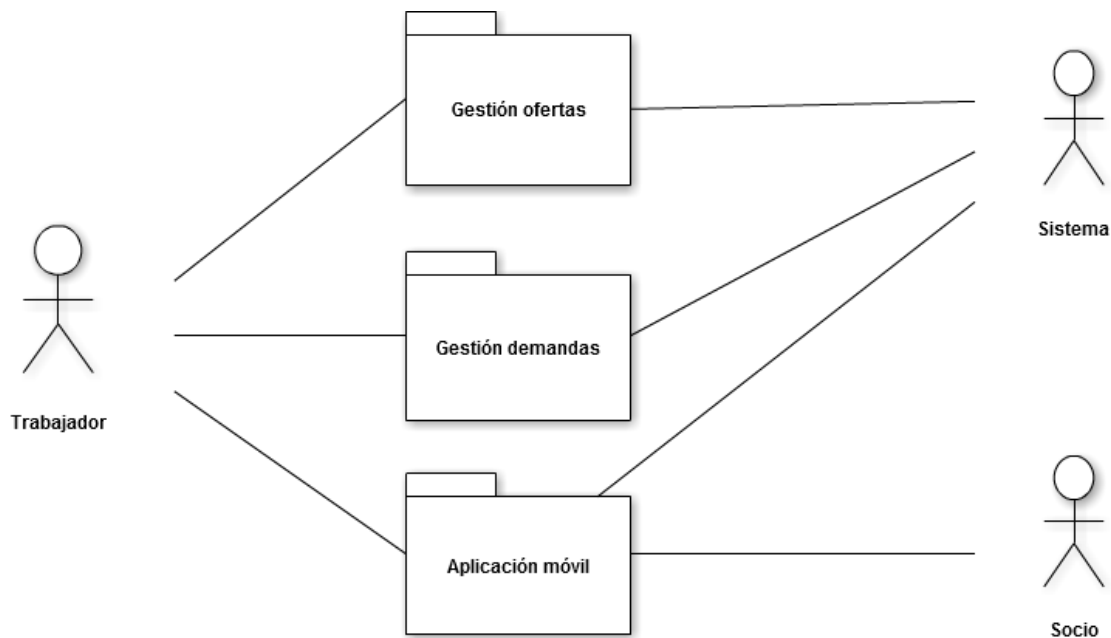 Gestión ofertas
Sistema
Gestión demandas
Trabajador
Aplicación móvil
Socio